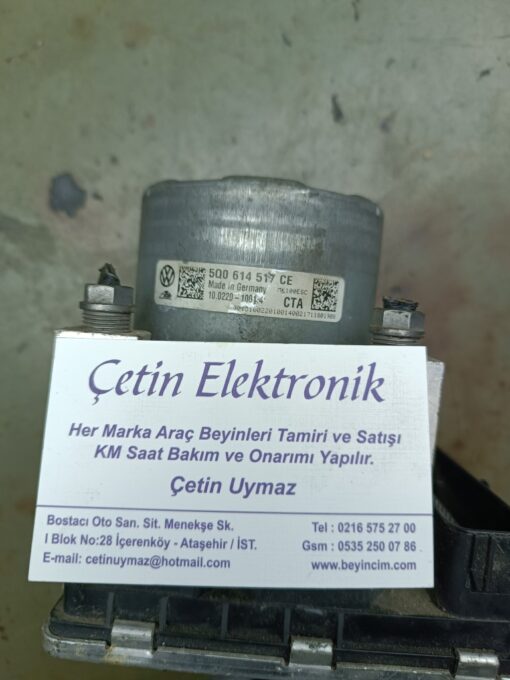 5Q0 614 517 CE
Made in Germany
10.0220-
CTA
Çetin Elektronik
Her Marka Araç Beyinleri Tamiri ve Satışı
KM Saat Bakım ve Onarımı Yapılır.
Çetin Uymaz
Bostacı Oto San. Sit. Menekşe Sk.
I Blok No:28 İçerenköy - Ataşehir / İST.
E-mail: cetinuymaz@hotmail.com
Tel : 0216 575 27 00
Gsm : 0535 250 07 86
www.beyincim.com